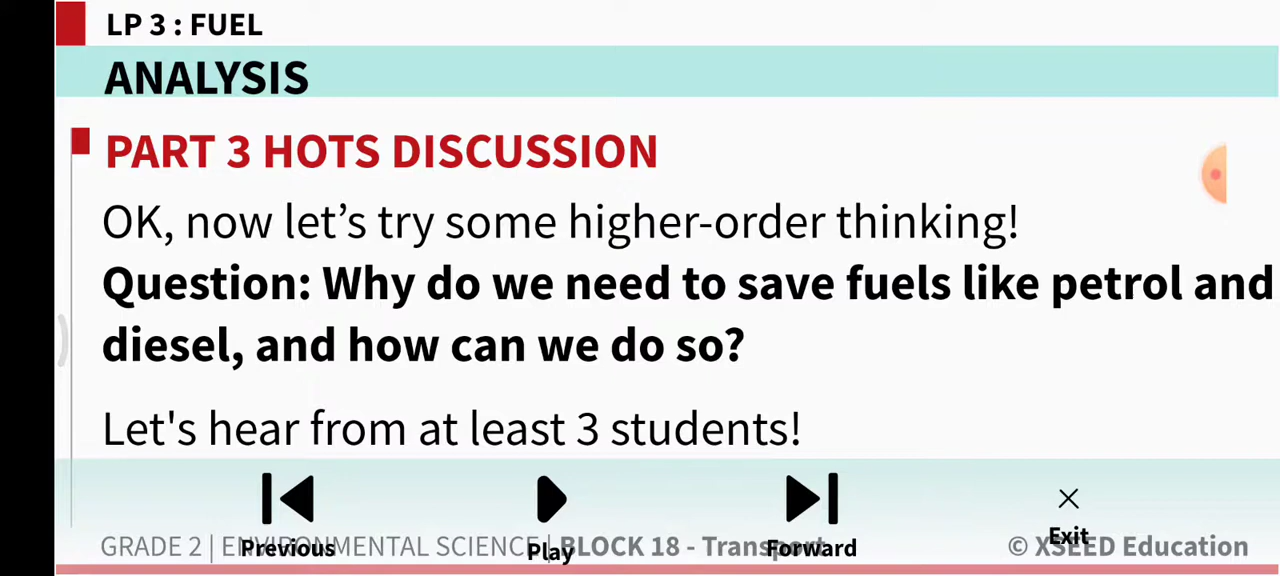 LP 3 : FUEL
ANALYSIS
PART 3 HOTS DISCUSSION
OK, now let’s try some higher-order thinking!
Question: Why do we need to save fuels like petrol and
diesel, and how can we do so?
Let's hear from at least 3 students!
GRADE 2 | ENVIRONMENTAL SCIENCE | BLOCK 18 - Transport © XSEED Education
Previous Play Forward Exit